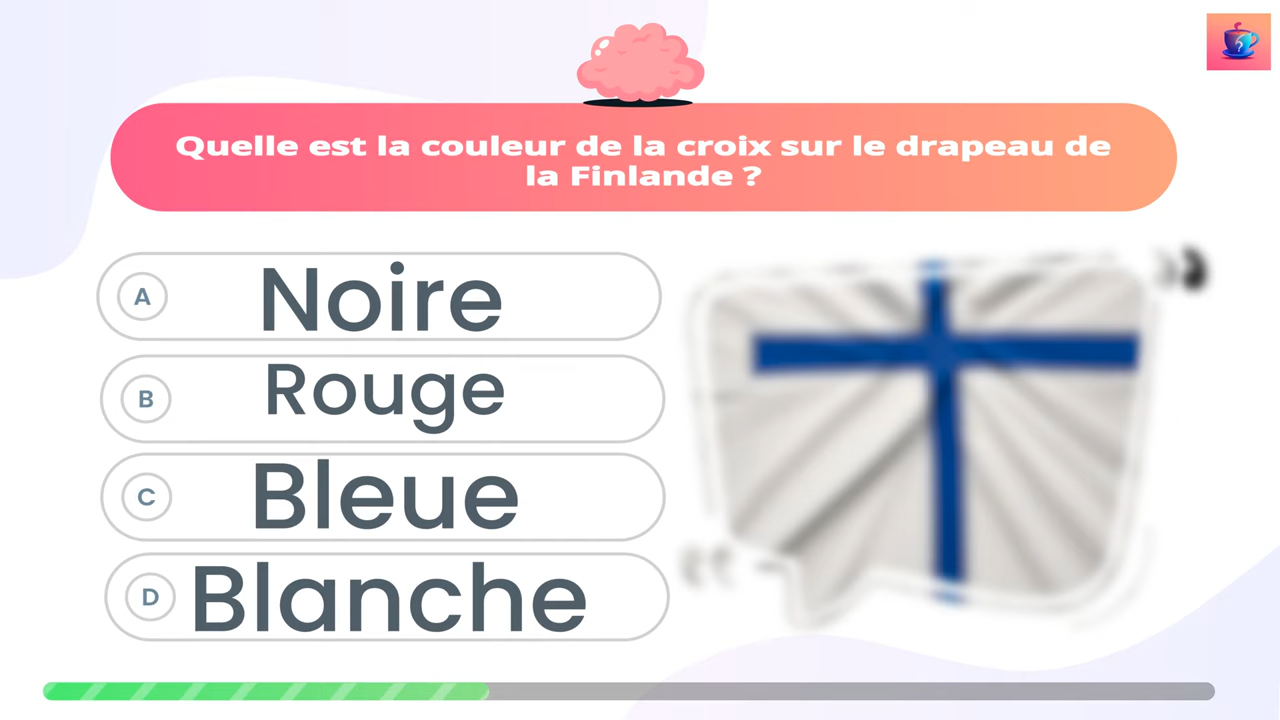 Quelle est la couleur de la croix sur le drapeau de
la Finlande ?
A Noire
B Rouge
C Bleue
D Blanche